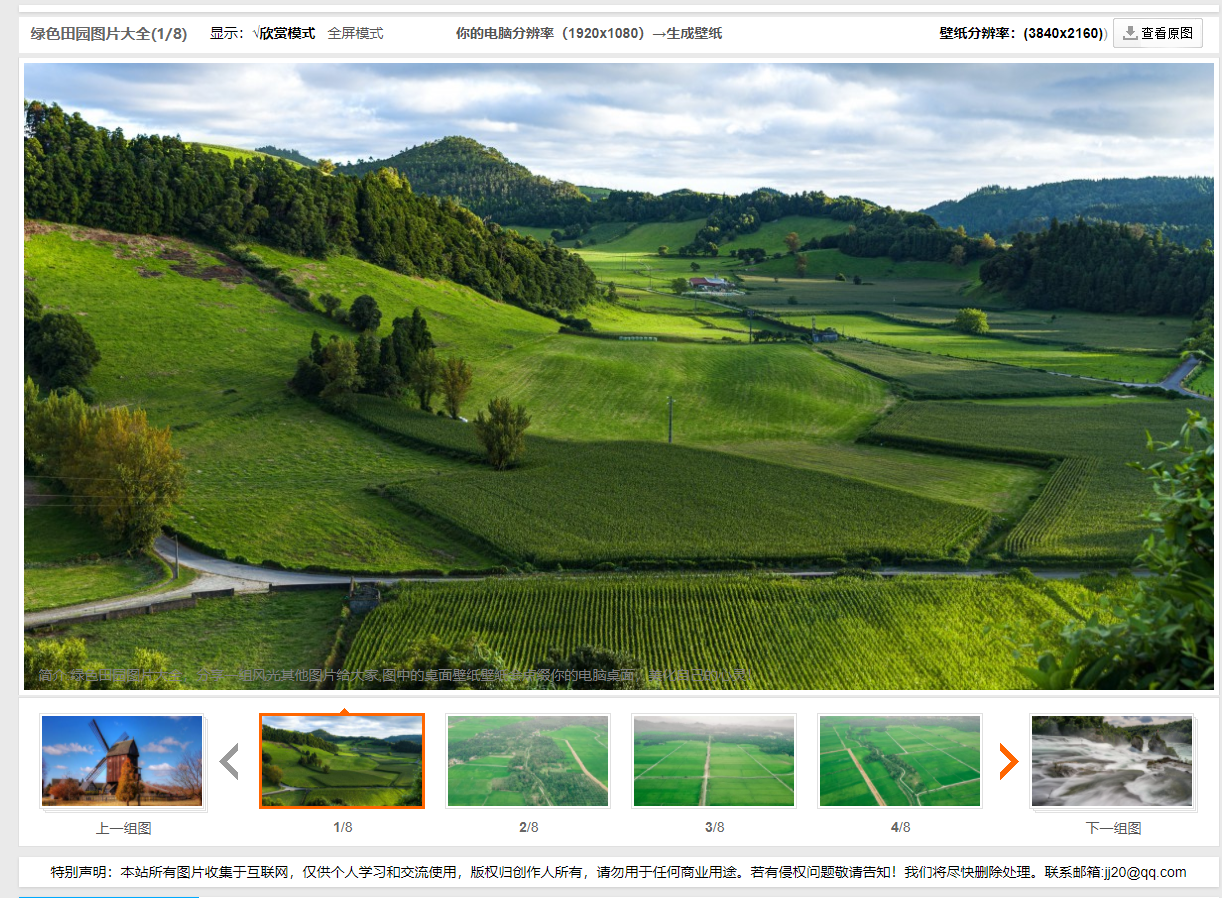 绿色田园图片大全(1/8) 显示: √欣赏模式 全屏模式 你的电脑分辨率（1920x1080）→生成壁纸 壁纸分辨率：(3840x2160)) 查看原图
简介:绿色田园图片大全，分享一组风光其他图片给大家,图中的桌面壁纸壁纸，点缀你的电脑桌面
上一组图 1/8 2/8 3/8 4/8 下一组图
特别声明：本站所有图片收集于互联网，仅供个人学习和交流使用，版权归创作人所有，请勿用于任何商业用途。若有侵权问题敬请告知！我们将尽快删除处理。联系邮箱:jj20@qq.com